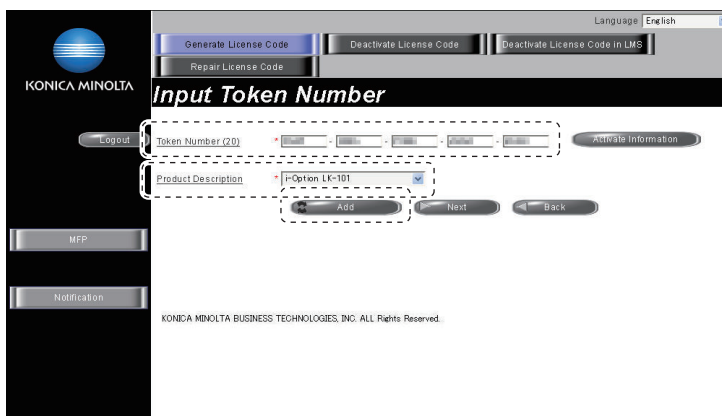 Language English
Generate License Code Deactivate License Code Deactivate License Code in LMS
Repair License Code
KONICA MINOLTA
Input Token Number
Logout Token Number (20) * - - - - Activate Information
Product Description * i-Option LK-101
Add Next Back
MFP
Notification
KONICA MINOLTA BUSINESS TECHNOLOGIES, INC. ALL Rights Reserved.